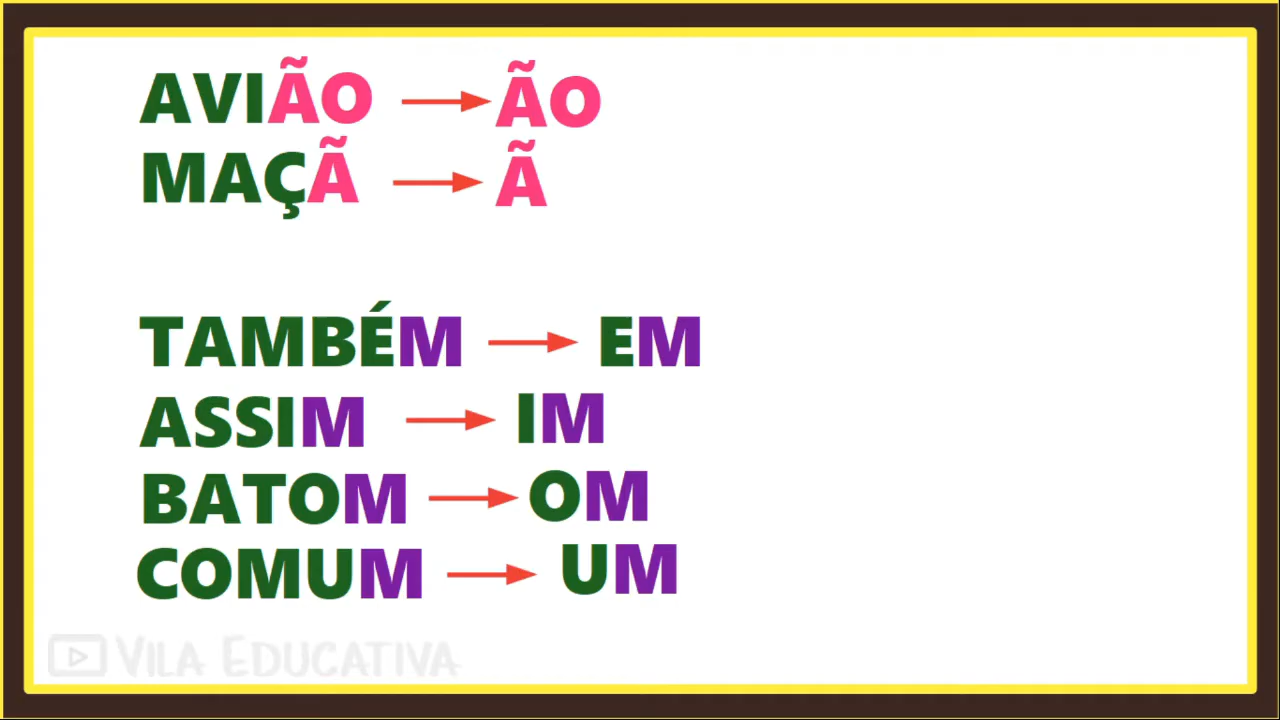 AVIÃO → ÃO
MAÇÃ → Ã
TAMBÉM → EM
ASSIM → IM
BATOM → OM
COMUM → UM
VILA EDUCATIVA